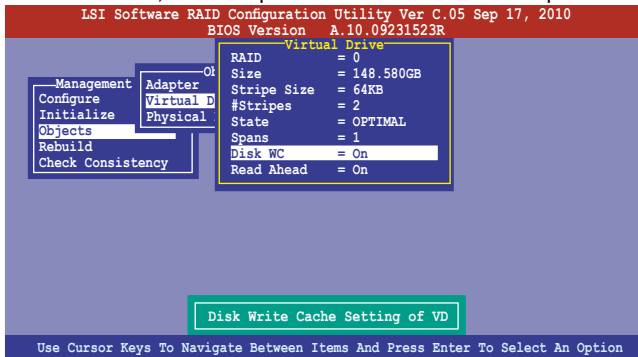 LSI Software RAID Configuration Utility Ver C.05 Sep 17, 2010
BIOS Version A.10.09231523R
Management
Configure
Initialize
Objects
Rebuild
Check Consistency
Adapter
Virtual D
Physical
Virtual Drive
RAID = 0
Size = 148.580GB
Stripe Size = 64KB
#Stripes = 2
State = OPTIMAL
Spans = 1
Disk WC = On
Read Ahead = On
Disk Write Cache Setting of VD
Use Cursor Keys To Navigate Between Items And Press Enter To Select An Option